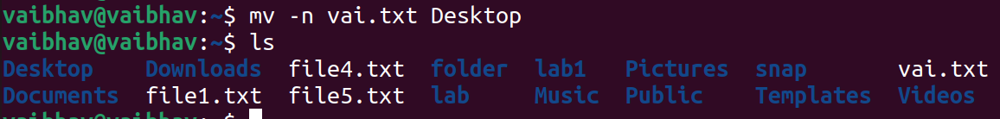 vaibhav@vaibhav:~$ mv -n vai.txt Desktop
vaibhav@vaibhav:~$ ls
Desktop    Downloads  file4.txt  folder  lab1   Pictures  snap       vai.txt
Documents  file1.txt  file5.txt  lab     Music  Public    Templates  Videos
vaibhav@vaibhav:~$